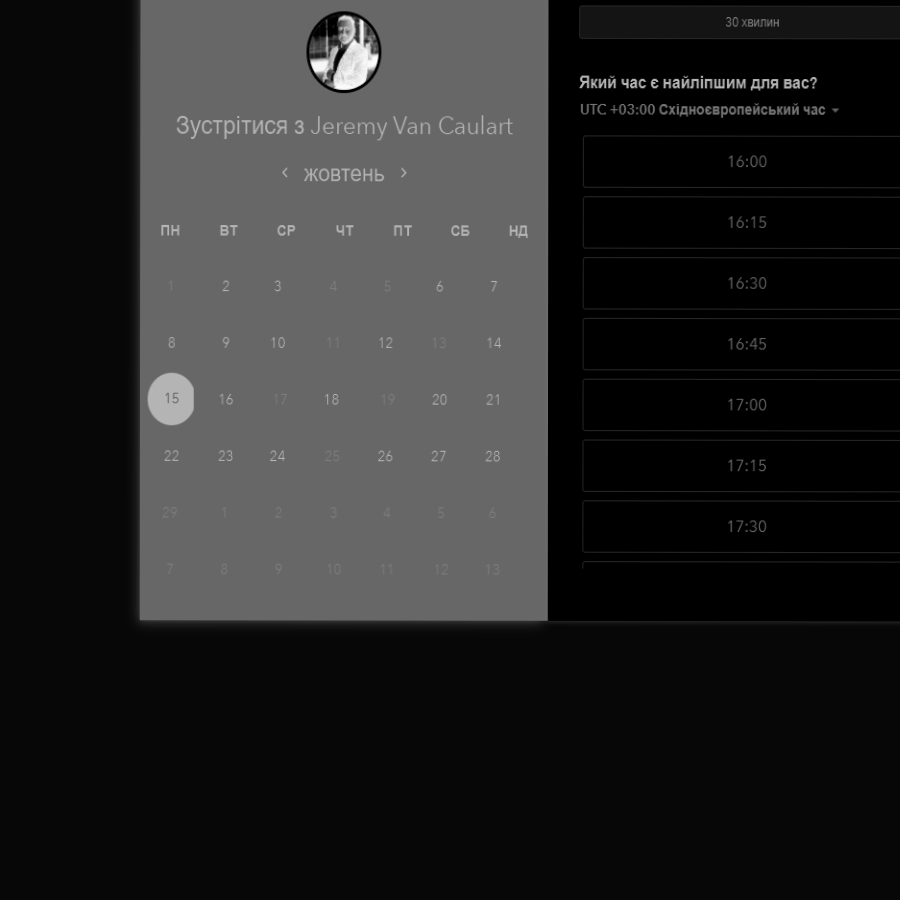 Зустрітися з Jeremy Van Caulart
жовтень
ПН ВТ СР ЧТ ПТ СБ НД
1 2 3 4 5 6 7
8 9 10 11 12 13 14
15 16 17 18 19 20 21
22 23 24 25 26 27 28
29 1 2 3 4 5 6
7 8 9 10 11 12 13
30 хвилин
Який час є найліпшим для вас?
UTC +03:00 Східноєвропейський час
16:00
16:15
16:30
16:45
17:00
17:15
17:30